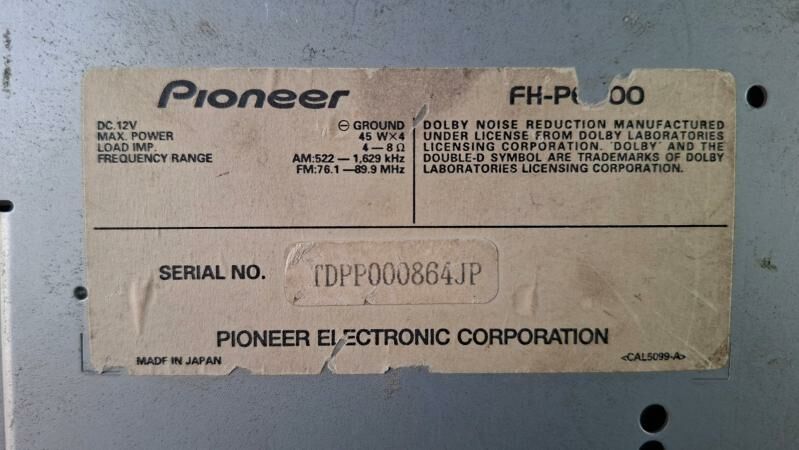 Pioneer
DC.12V ⊖ GROUND
MAX. POWER 45 W×4
LOAD IMP. 4 — 8 Ω
FREQUENCY RANGE AM:522 — 1,629 kHz
FM:76.1 — 89.9 MHz
DOLBY NOISE REDUCTION MANUFACTURED
UNDER LICENSE FROM DOLBY LABORATORIES
LICENSING CORPORATION. "DOLBY" AND THE
DOUBLE-D SYMBOL ARE TRADEMARKS OF DOLBY
LABORATORIES LICENSING CORPORATION.
SERIAL NO. TDPP000864JP
PIONEER ELECTRONIC CORPORATION
MADE IN JAPAN <CAL5099-A>